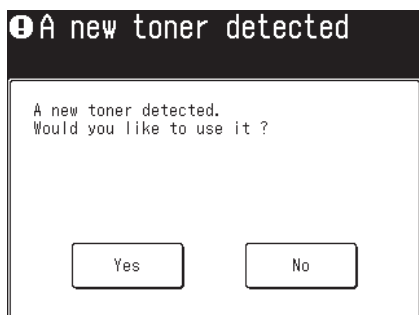 A new toner detected
A new toner detected.
Would you like to use it ?
Yes
No